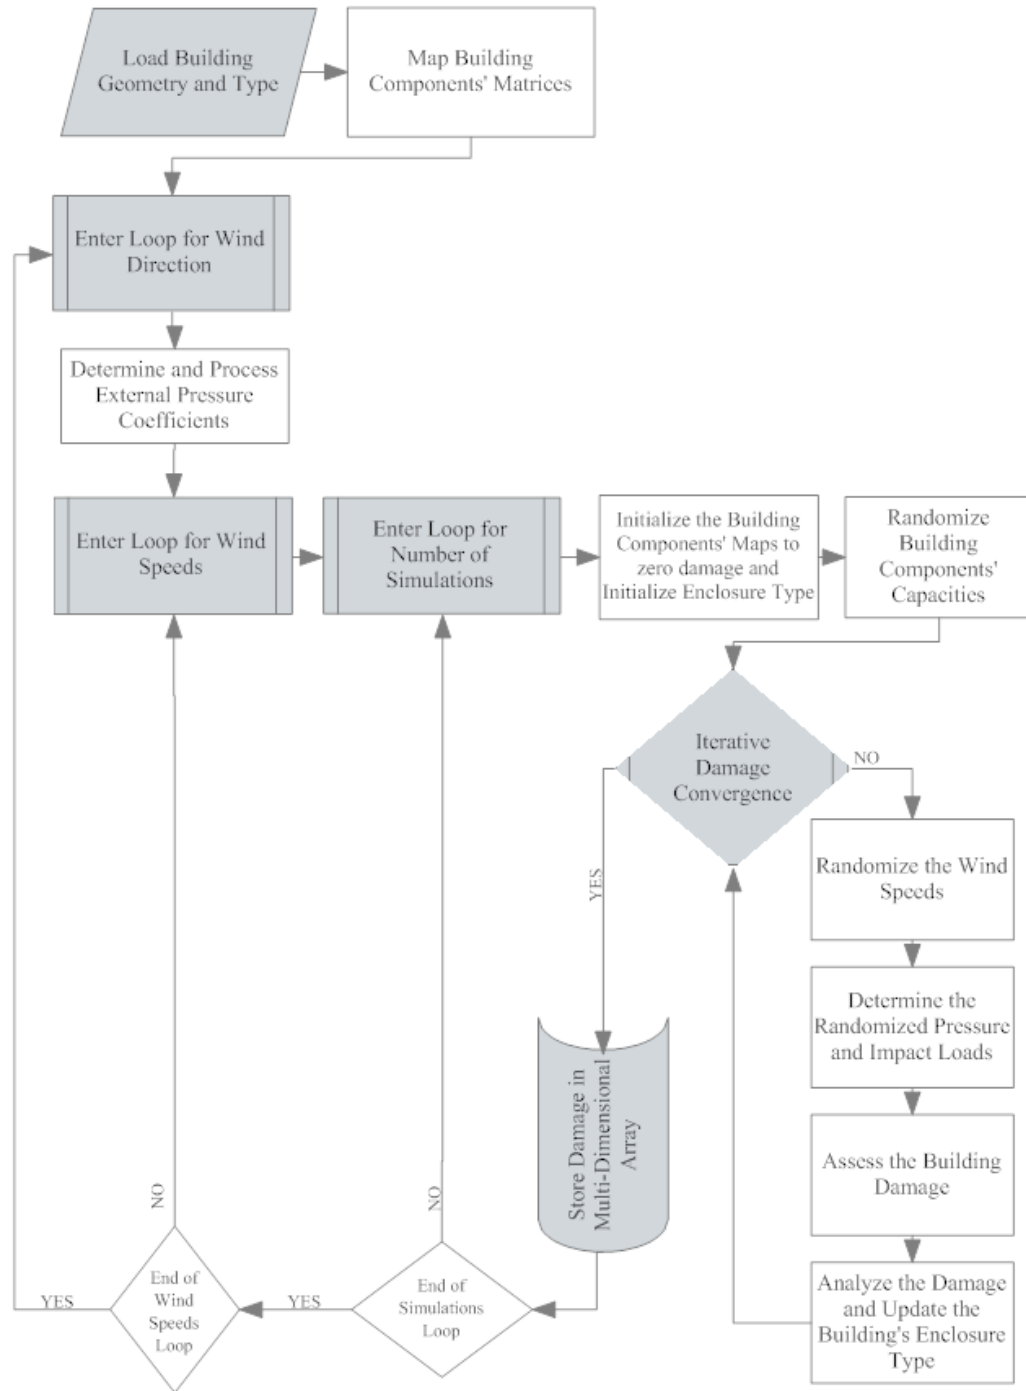 Load Building
Geometry and Type
Map Building
Components' Matrices
Enter Loop for Wind
Direction
Determine and Process
External Pressure
Coefficients
Enter Loop for Wind
Speeds
Enter Loop for
Number of
Simulations
Initialize the Building
Components' Maps to
zero damage and
Initialize Enclosure Type
Randomize
Building
Components'
Capacities
Iterative
Damage
Convergence
NO
YES
Randomize the Wind
Speeds
Determine the
Randomized Pressure
and Impact Loads
Assess the Building
Damage
Analyze the Damage
and Update the
Building's Enclosure
Type
Store Damage in
Multi-Dimensional
Array
End of
Simulations
Loop
NO
YES
End of
Wind
Speeds
Loop
NO
YES